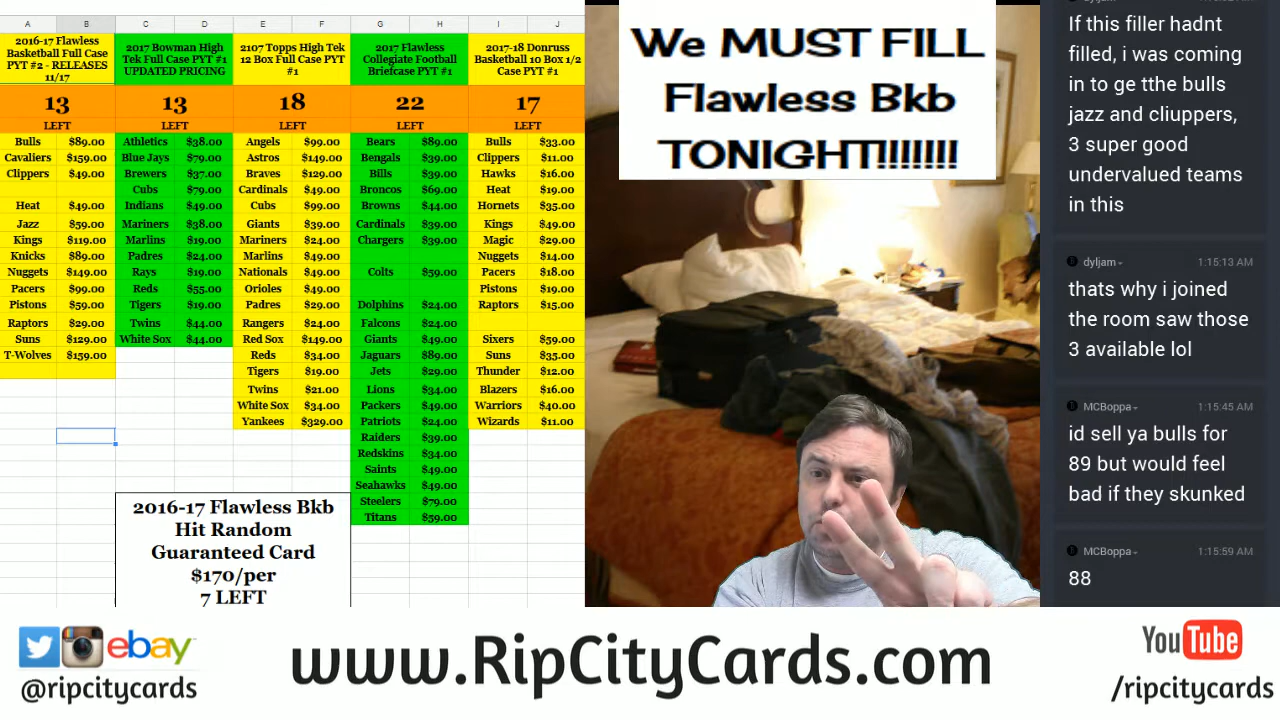 A B C D E F G H I J
2016-17 Flawless
Basketball Full Case
PYT #2 - RELEASES
11/17
13
LEFT
Bulls $89.00
Cavaliers $159.00
Clippers $49.00
Heat $49.00
Jazz $59.00
Kings $119.00
Knicks $89.00
Nuggets $149.00
Pacers $99.00
Pistons $59.00
Raptors $29.00
Suns $129.00
T-Wolves $159.00
2017 Bowman High
Tek Full Case PYT #1
UPDATED PRICING
13
LEFT
Athletics $38.00
Blue Jays $79.00
Brewers $37.00
Cubs $79.00
Indians $49.00
Mariners $38.00
Marlins $19.00
Padres $24.00
Rays $19.00
Reds $55.00
Tigers $19.00
Twins $44.00
White Sox $44.00
2107 Topps High Tek
12 Box Full Case PYT
#1
18
LEFT
Angels $99.00
Astros $149.00
Braves $129.00
Cardinals $49.00
Cubs $99.00
Giants $39.00
Mariners $24.00
Marlins $49.00
Nationals $49.00
Orioles $49.00
Padres $29.00
Rangers $24.00
Red Sox $149.00
Reds $34.00
Tigers $19.00
Twins $21.00
White Sox $34.00
Yankees $329.00
2017 Flawless
Collegiate Football
Briefcase PYT #1
22
LEFT
Bears $89.00
Bengals $39.00
Bills $39.00
Broncos $69.00
Browns $44.00
Cardinals $39.00
Chargers $39.00
Colts $59.00
Dolphins $24.00
Falcons $24.00
Giants $49.00
Jaguars $89.00
Jets $29.00
Lions $34.00
Packers $49.00
Patriots $24.00
Raiders $39.00
Redskins $34.00
Saints $49.00
Seahawks $49.00
Steelers $79.00
Titans $59.00
2017-18 Donruss
Basketball 10 Box 1/2
Case PYT #1
17
LEFT
Bulls $33.00
Clippers $11.00
Hawks $16.00
Heat $19.00
Hornets $35.00
Kings $49.00
Magic $29.00
Nuggets $14.00
Pacers $18.00
Pistons $19.00
Raptors $15.00
Sixers $59.00
Suns $35.00
Thunder $12.00
Blazers $16.00
Warriors $40.00
Wizards $11.00
2016-17 Flawless Bkb
Hit Random
Guaranteed Card
$170/per
7 LEFT
We MUST FILL
Flawless Bkb
TONIGHT!!!!!!!
If this filler hadnt
filled, i was coming
in to ge tthe bulls
jazz and cliuppers,
3 super good
undervalued teams
in this
dyljam 1:15:13 AM
thats why i joined
the room saw those
3 available lol
MCBoppa 1:15:45 AM
id sell ya bulls for
89 but would feel
bad if they skunked
MCBoppa 1:15:59 AM
88
ebay
@ripcitycards
www.RipCityCards.com
YouTube
/ripcitycards